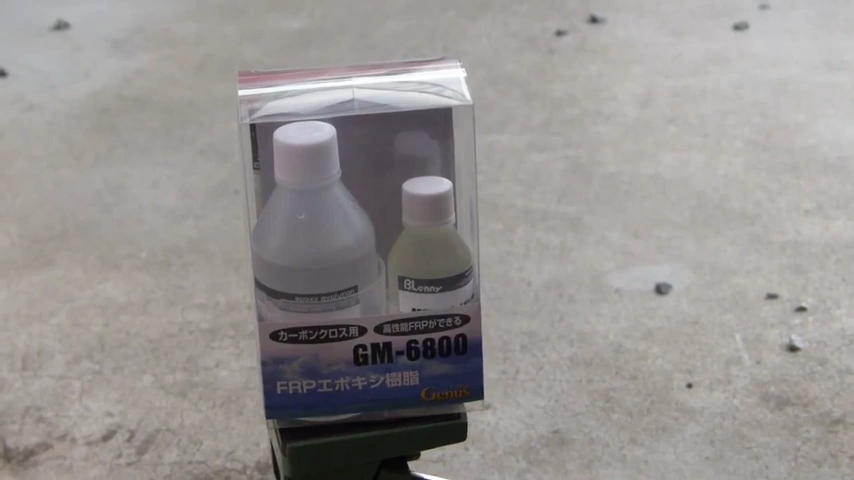 BLenny
カーボンクロス用
高性能FRPができる
GM-6800
FRPエポキシ樹脂
Genus